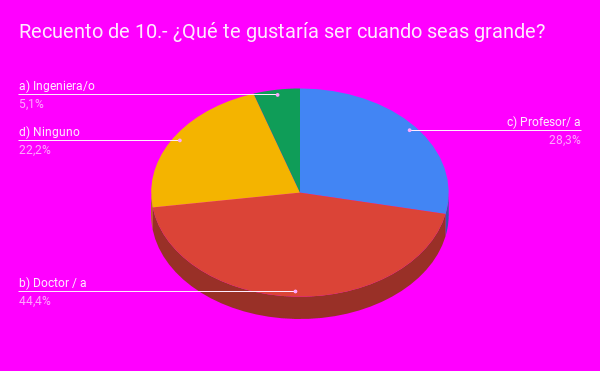 Recuento de 10.- ¿Qué te gustaría ser cuando seas grande?
a) Ingeniera/o
5,1%
c) Profesor/ a
28,3%
d) Ninguno
22,2%
b) Doctor / a
44,4%